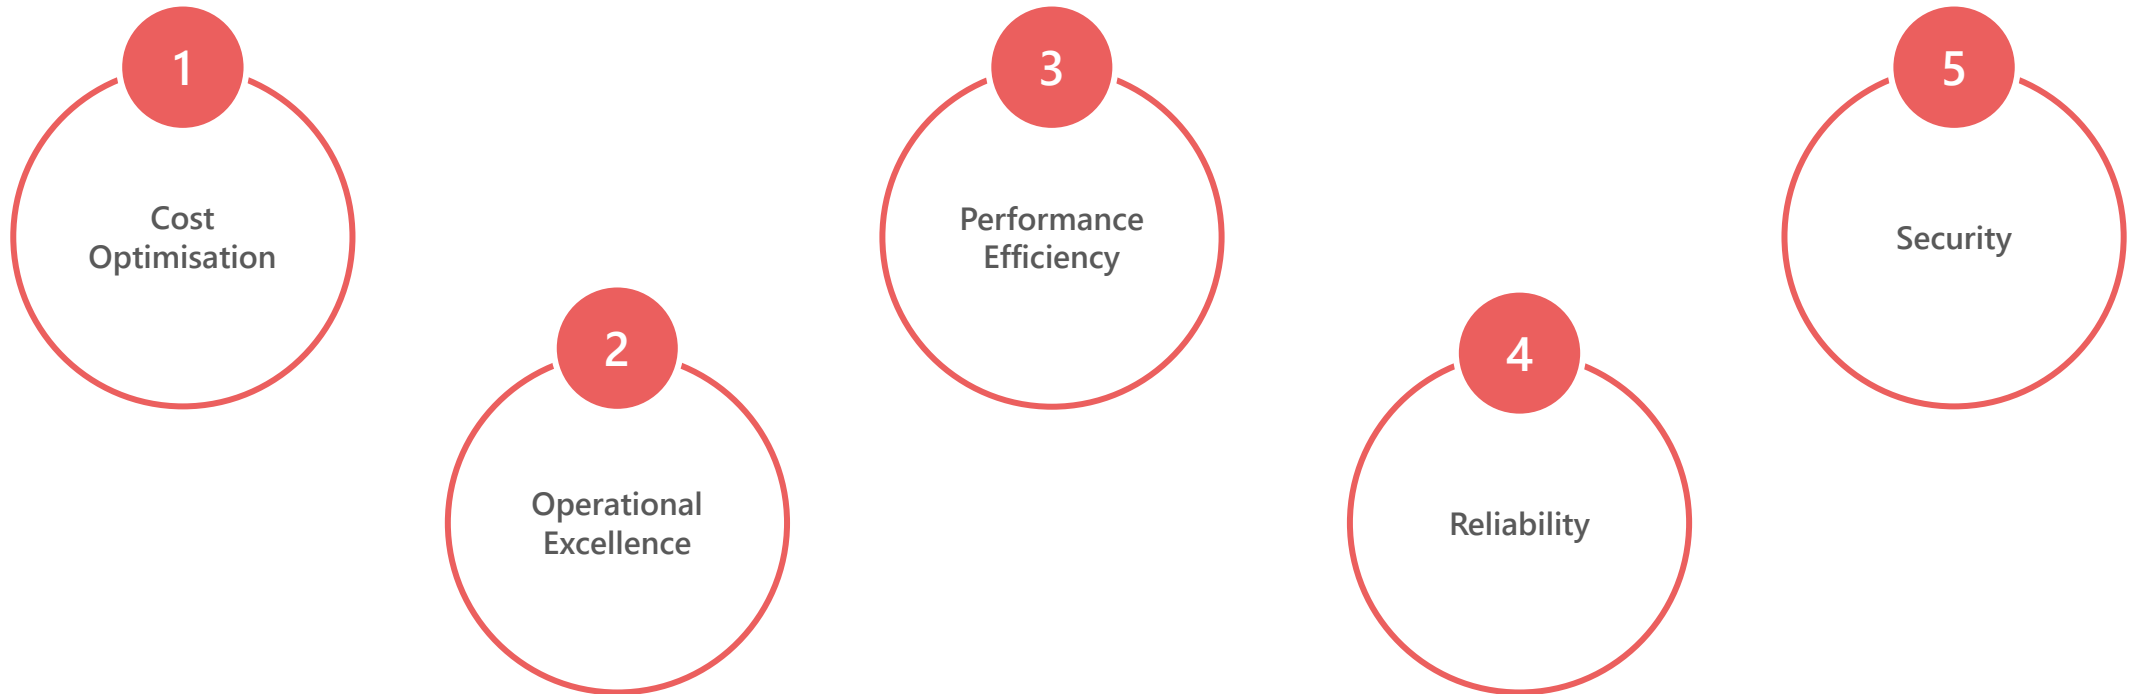 1
Cost
Optimisation
2
Operational
Excellence
3
Performance
Efficiency
4
Reliability
5
Security